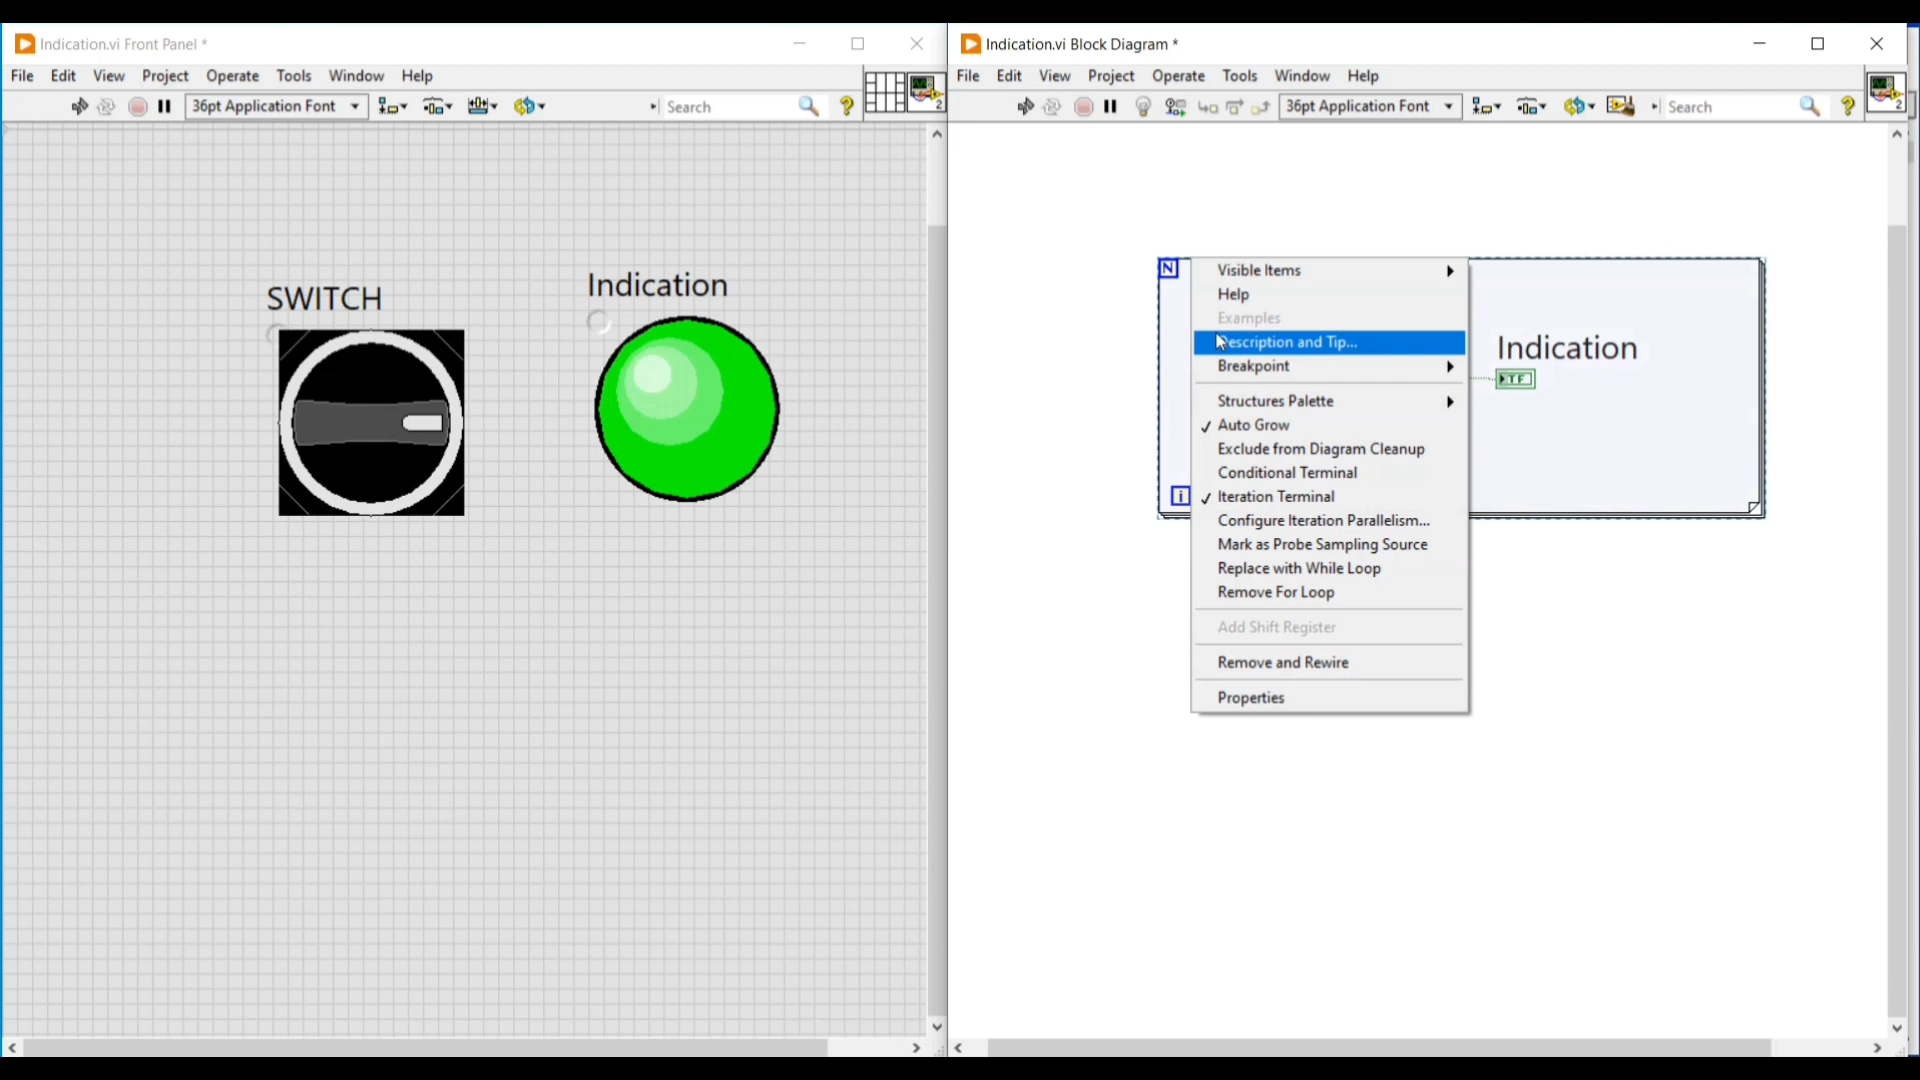 Indication.vi Front Panel *
File Edit View Project Operate Tools Window Help
36pt Application Font
Search
?
2
SWITCH
Indication
Indication.vi Block Diagram *
File Edit View Project Operate Tools Window Help
36pt Application Font
Search
?
2
N
Visible Items
Help
Examples
Description and Tip...
Breakpoint
Structures Palette
Auto Grow
Exclude from Diagram Cleanup
Conditional Terminal
i
Iteration Terminal
Configure Iteration Parallelism...
Mark as Probe Sampling Source
Replace with While Loop
Remove For Loop
Add Shift Register
Remove and Rewire
Properties
Indication
TF